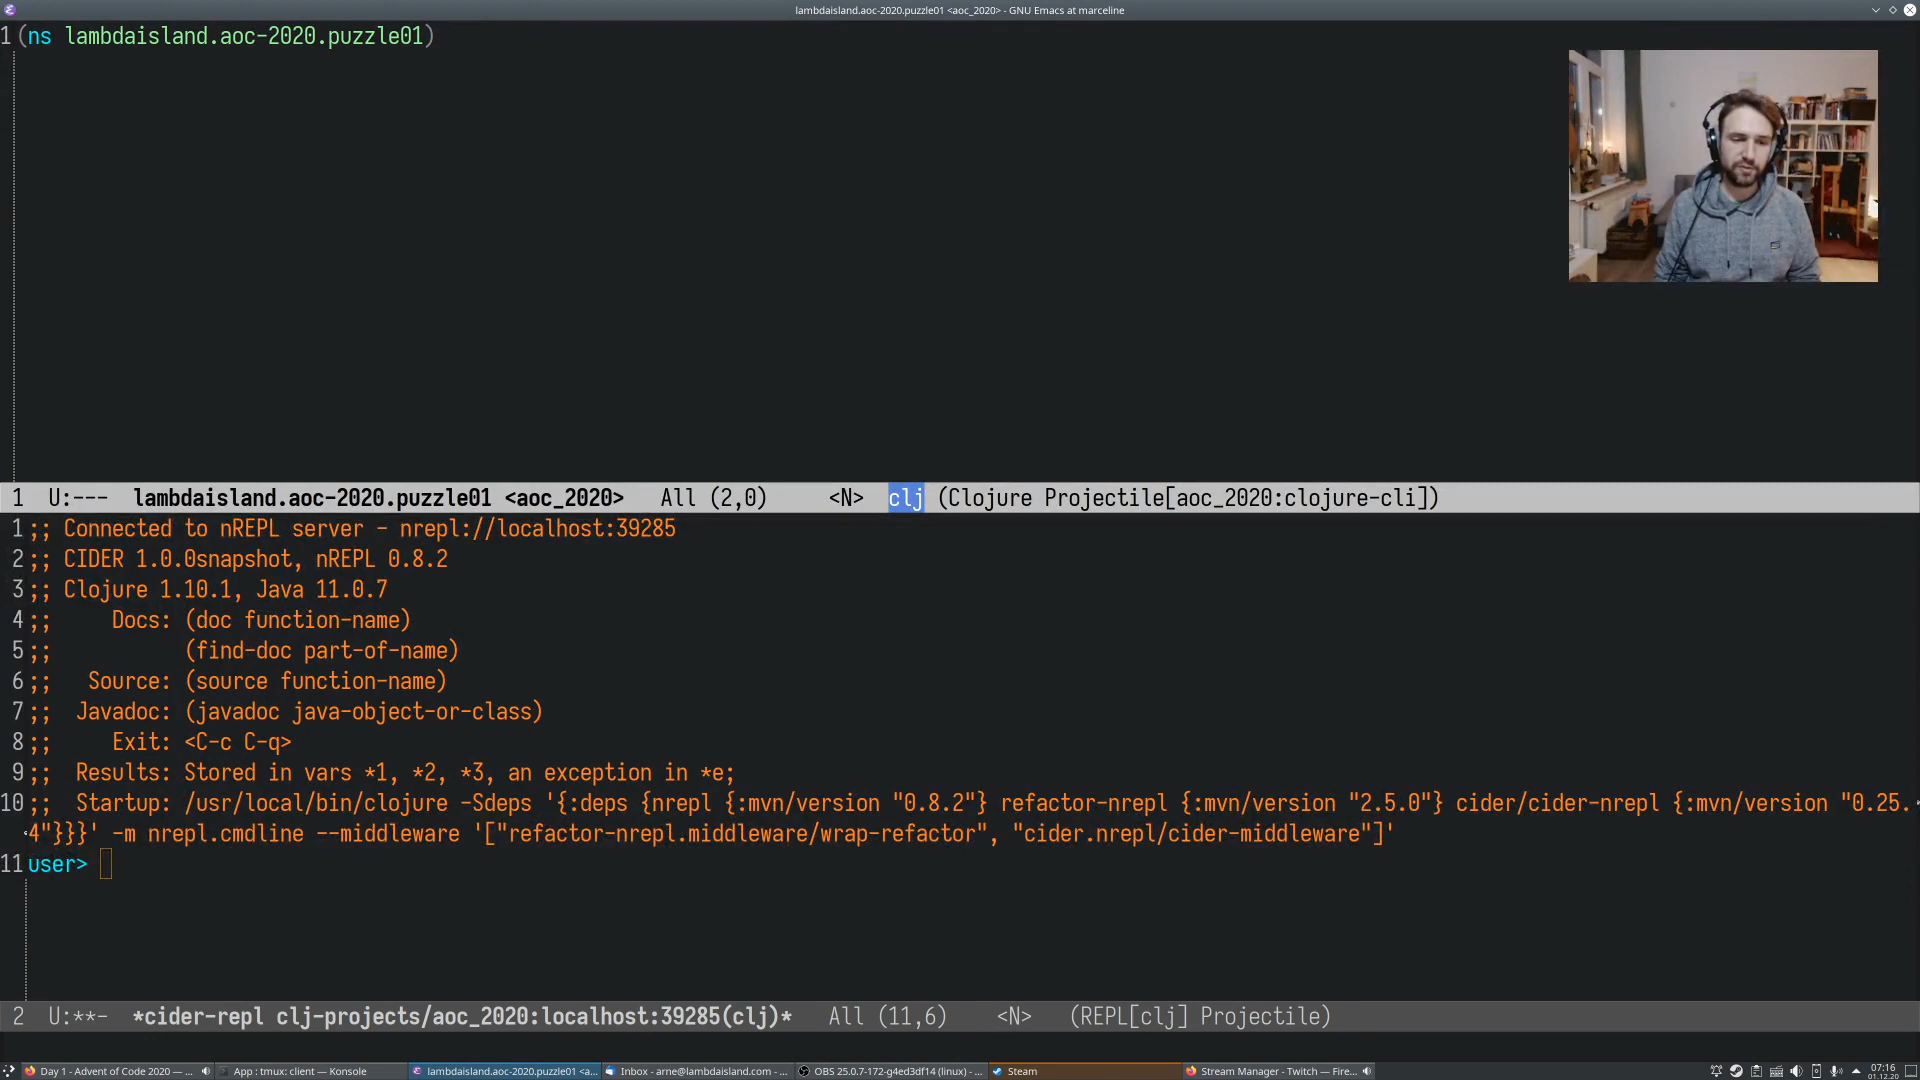 lambdaisland.aoc-2020.puzzle01 <aoc_2020> - GNU Emacs at marceline
1(ns lambdaisland.aoc-2020.puzzle01)
1 U:--- lambdaisland.aoc-2020.puzzle01 <aoc_2020> All (2,0) <N> clj (Clojure Projectile[aoc_2020:clojure-cli])
1;; Connected to nREPL server - nrepl://localhost:39285
2;; CIDER 1.0.0snapshot, nREPL 0.8.2
3;; Clojure 1.10.1, Java 11.0.7
4;; Docs: (doc function-name)
5;; (find-doc part-of-name)
6;; Source: (source function-name)
7;; Javadoc: (javadoc java-object-or-class)
8;; Exit: <C-c C-q>
9;; Results: Stored in vars *1, *2, *3, an exception in *e;
10;; Startup: /usr/local/bin/clojure -Sdeps '{:deps {nrepl {:mvn/version "0.8.2"} refactor-nrepl {:mvn/version "2.5.0"} cider/cider-nrepl {:mvn/version "0.25.
4"}}}' -m nrepl.cmdline --middleware '["refactor-nrepl.middleware/wrap-refactor", "cider.nrepl/cider-middleware"]'
11user>
2 U:**- *cider-repl clj-projects/aoc_2020:localhost:39285(clj)* All (11,6) <N> (REPL[clj] Projectile)
Day 1 - Advent of Code 2020 — ... App : tmux: client — Konsole lambdaisland.aoc-2020.puzzle01 <a... Inbox - arne@lambdaisland.com - ... OBS 25.0.7-172-g4ed3df14 (linux) - ... Steam Stream Manager - Twitch — Fire... 07:16
01.12.20